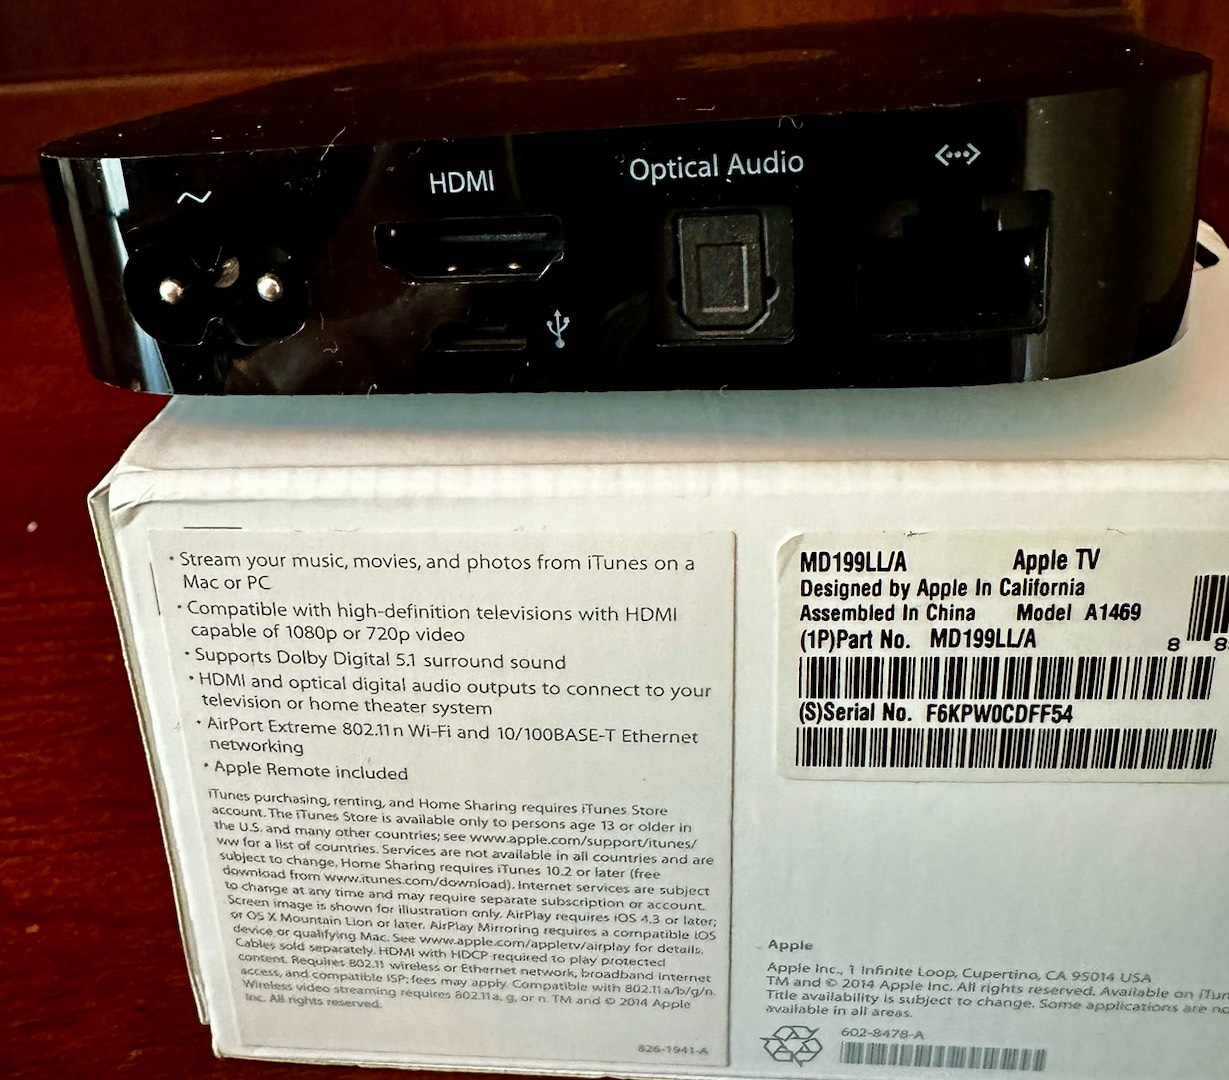 HDMI
Optical Audio
• Stream your music, movies, and photos from iTunes on a
Mac or PC
• Compatible with high-definition televisions with HDMI
capable of 1080p or 720p video
• Supports Dolby Digital 5.1 surround sound
• HDMI and optical digital audio outputs to connect to your
television or home theater system
• AirPort Extreme 802.11n Wi-Fi and 10/100BASE-T Ethernet
networking
• Apple Remote included
iTunes purchasing, renting, and Home Sharing requires iTunes Store
account. The iTunes Store is available only to persons age 13 or older in
the U.S. and many other countries; see www.apple.com/support/itunes/
ww for a list of countries. Services are not available in all countries and are
subject to change. Home Sharing requires iTunes 10.2 or later (free
download from www.itunes.com/download). Internet services are subject
to change at any time and may require separate subscription or account.
Screen image is shown for illustration only. AirPlay requires iOS 4.3 or later;
or OS X Mountain Lion or later. AirPlay Mirroring requires a compatible iOS
device or qualifying Mac. See www.apple.com/appletv/airplay for details.
Cables sold separately. HDMI with HDCP required to play protected
content. Requires 802.11 wireless or Ethernet network, broadband Internet
access, and compatible ISP; fees may apply. Compatible with 802.11 a/b/g/n.
Wireless video streaming requires 802.11a, g, or n. TM and © 2014 Apple
Inc. All rights reserved.
826-1941-A
MD199LL/A Apple TV
Designed by Apple In California
Assembled In China Model A1469
(1P)Part No. MD199LL/A
8 8
(S)Serial No. F6KPW0CDFF54
Apple
Apple Inc., 1 Infinite Loop, Cupertino, CA 95014 USA
TM and © 2014 Apple Inc. All rights reserved. Available on iTun
Title availability is subject to change. Some applications are no
available in all areas.
602-8478-A